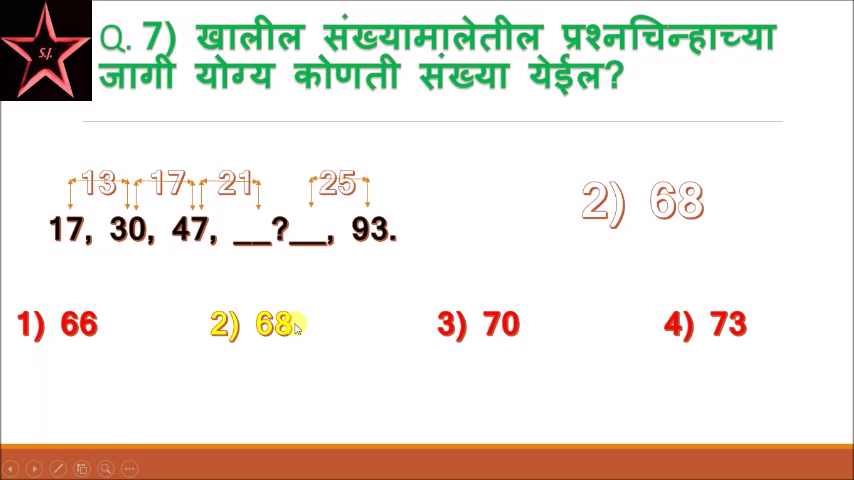 S.J.
Q. 7) खालील संख्यामालेतील प्रश्नचिन्हाच्या
जागी योग्य कोणती संख्या येईल?
13 17 21 25
17, 30, 47, __?__, 93.
2) 68
1) 66 2) 68 3) 70 4) 73